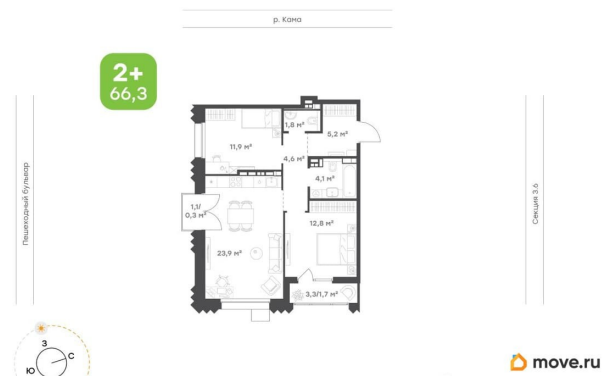 р. Кама
2+
66,3
1,8 м²
5,2 м²
11,9 м²
4,6 м²
4,1 м²
1,1/
0,3 м²
12,8 м²
23,9 м²
3,3/1,7 м²
Пешеходный бульвар
Секция 3.6
З
С
Ю
move.ru